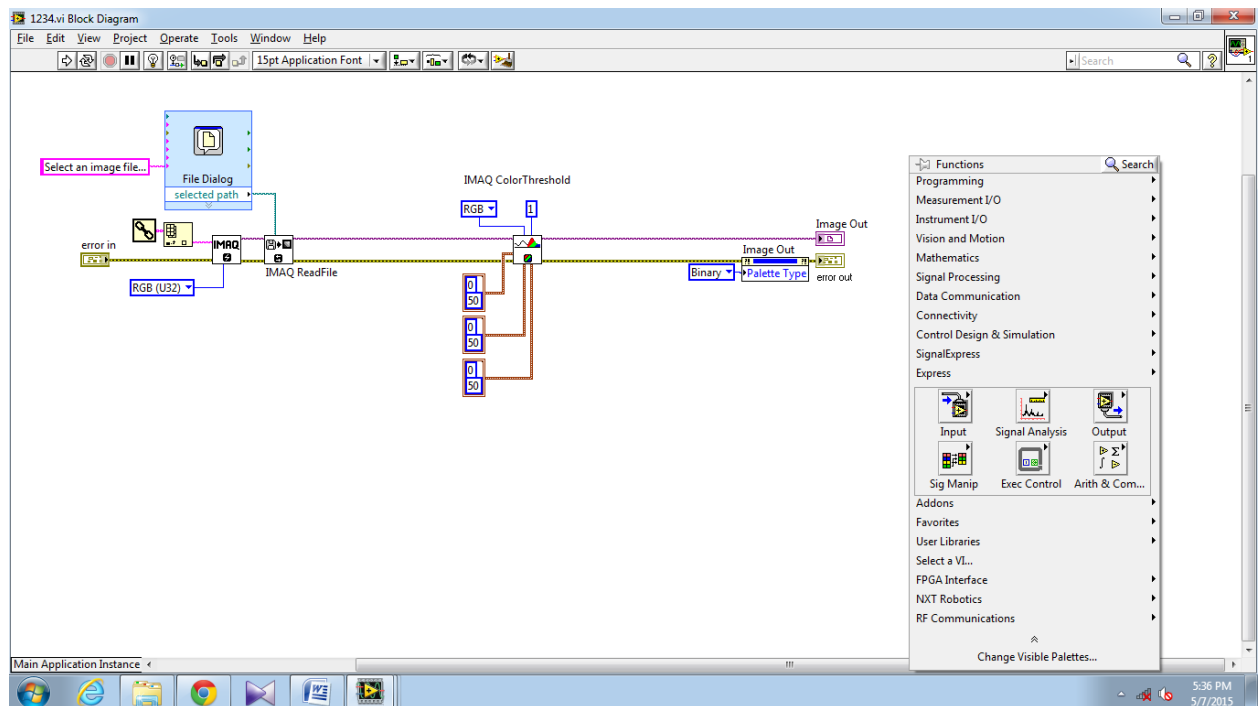 1234.vi Block Diagram
File Edit View Project Operate Tools Window Help
15pt Application Font
Search
1
Select an image file...
File Dialog
selected path
error in
IMAQ
IMAQ ReadFile
RGB (U32)
IMAQ ColorThreshold
RGB
1
0
50
0
50
0
50
Image Out
Image Out
Binary
Palette Type
error out
Functions
Search
Programming
Measurement I/O
Instrument I/O
Vision and Motion
Mathematics
Signal Processing
Data Communication
Connectivity
Control Design & Simulation
SignalExpress
Express
Input Signal Analysis Output
Sig Manip Exec Control Arith & Com...
Addons
Favorites
User Libraries
Select a VI...
FPGA Interface
NXT Robotics
RF Communications
Change Visible Palettes...
Main Application Instance
5:36 PM
5/7/2015